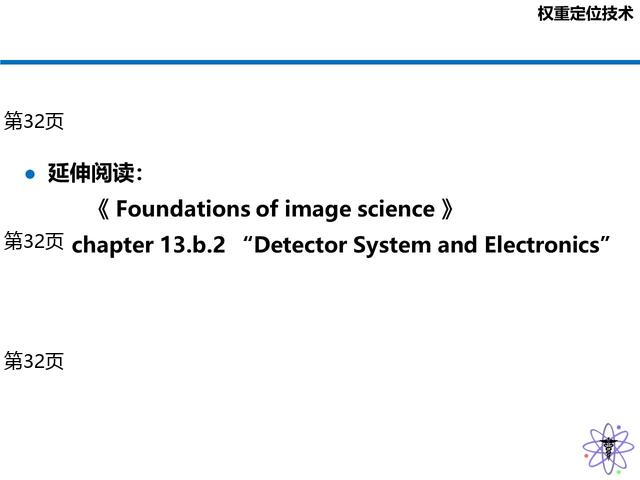 权重定位技术
第32页
● 延伸阅读：
《 Foundations of image science 》
第32页
chapter 13.b.2 “Detector System and Electronics”
第32页